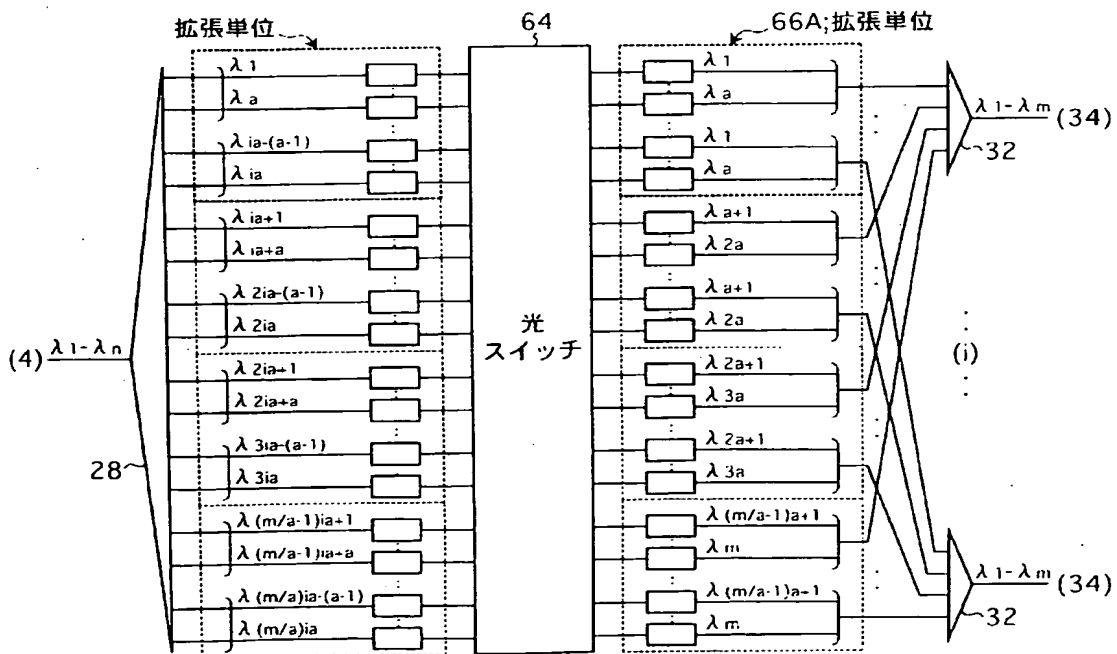 拡張単位
64
66A;拡張単位
λ1
λa
λia-(a-1)
λia
λia+1
λia+a
λ2ia-(a-1)
λ2ia
λ2ia+1
λ2ia+a
λ3ia-(a-1)
λ3ia
λ(m/a-1)ia+1
λ(m/a-1)ia+a
λ(m/a)ia-(a-1)
λ(m/a)ia
(4) λ1-λn
28
光
スイッチ
λ1
λa
λ1
λa
λa+1
λ2a
λa+1
λ2a
λ2a+1
λ3a
λ2a+1
λ3a
λ(m/a-1)a+1
λm
λ(m/a-1)a+1
λm
λ1-λm (34)
32
(i)
λ1-λm (34)
32